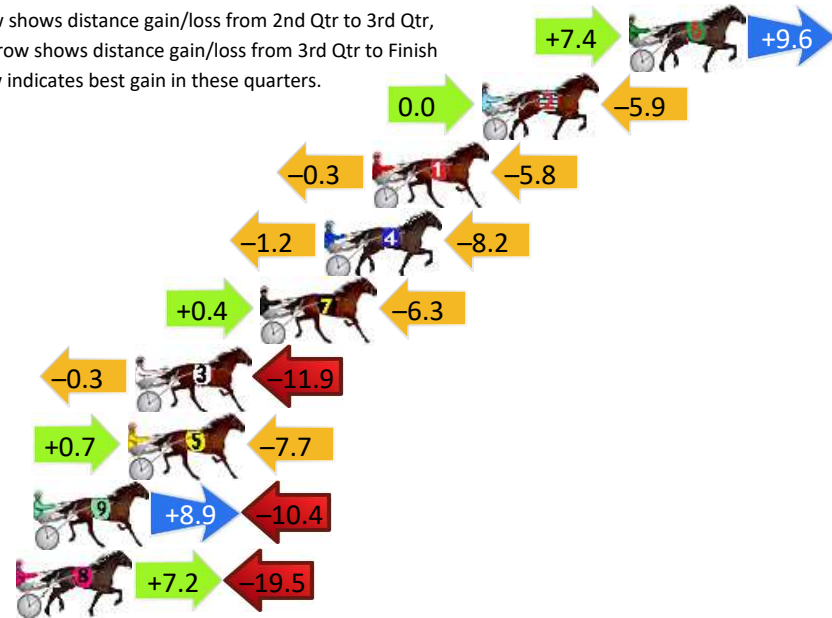 w shows distance gain/loss from 2nd Qtr to 3rd Qtr,
row shows distance gain/loss from 3rd Qtr to Finish
v indicates best gain in these quarters.
+7.4 6 +9.6
0.0 2 –5.9
–0.3 1 –5.8
–1.2 4 –8.2
+0.4 7 –6.3
–0.3 3 –11.9
+0.7 5 –7.7
9 +8.9 –10.4
8 +7.2 –19.5